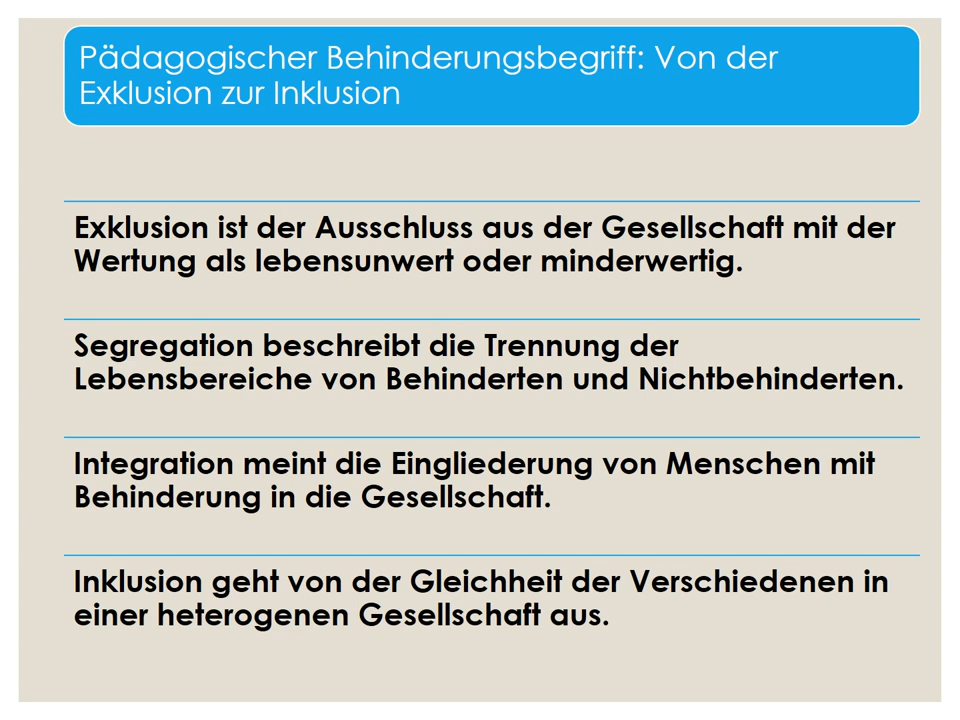 Pädagogischer Behinderungsbegriff: Von der
Exklusion zur Inklusion
Exklusion ist der Ausschluss aus der Gesellschaft mit der
Wertung als lebensunwert oder minderwertig.
Segregation beschreibt die Trennung der
Lebensbereiche von Behinderten und Nichtbehinderten.
Integration meint die Eingliederung von Menschen mit
Behinderung in die Gesellschaft.
Inklusion geht von der Gleichheit der Verschiedenen in
einer heterogenen Gesellschaft aus.